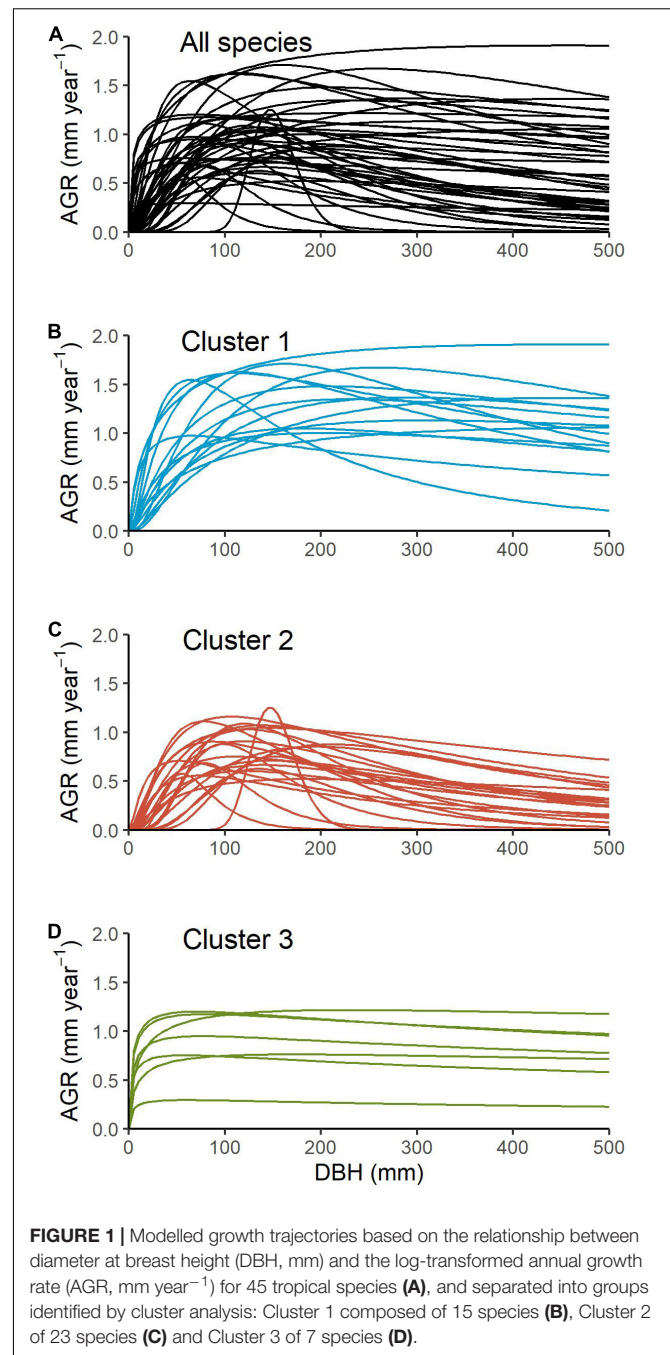 A
All species
AGR (mm year⁻¹)
2.0
1.5
1.0
0.5
0.0
0 100 200 300 400 500
B
Cluster 1
AGR (mm year⁻¹)
2.0
1.5
1.0
0.5
0.0
0 100 200 300 400 500
C
Cluster 2
AGR (mm year⁻¹)
2.0
1.5
1.0
0.5
0.0
0 100 200 300 400 500
D
Cluster 3
AGR (mm year⁻¹)
2.0
1.5
1.0
0.5
0.0
0 100 200 300 400 500
DBH (mm)
FIGURE 1 | Modelled growth trajectories based on the relationship between
diameter at breast height (DBH, mm) and the log-transformed annual growth
rate (AGR, mm year⁻¹) for 45 tropical species (A), and separated into groups
identified by cluster analysis: Cluster 1 composed of 15 species (B), Cluster 2
of 23 species (C) and Cluster 3 of 7 species (D).